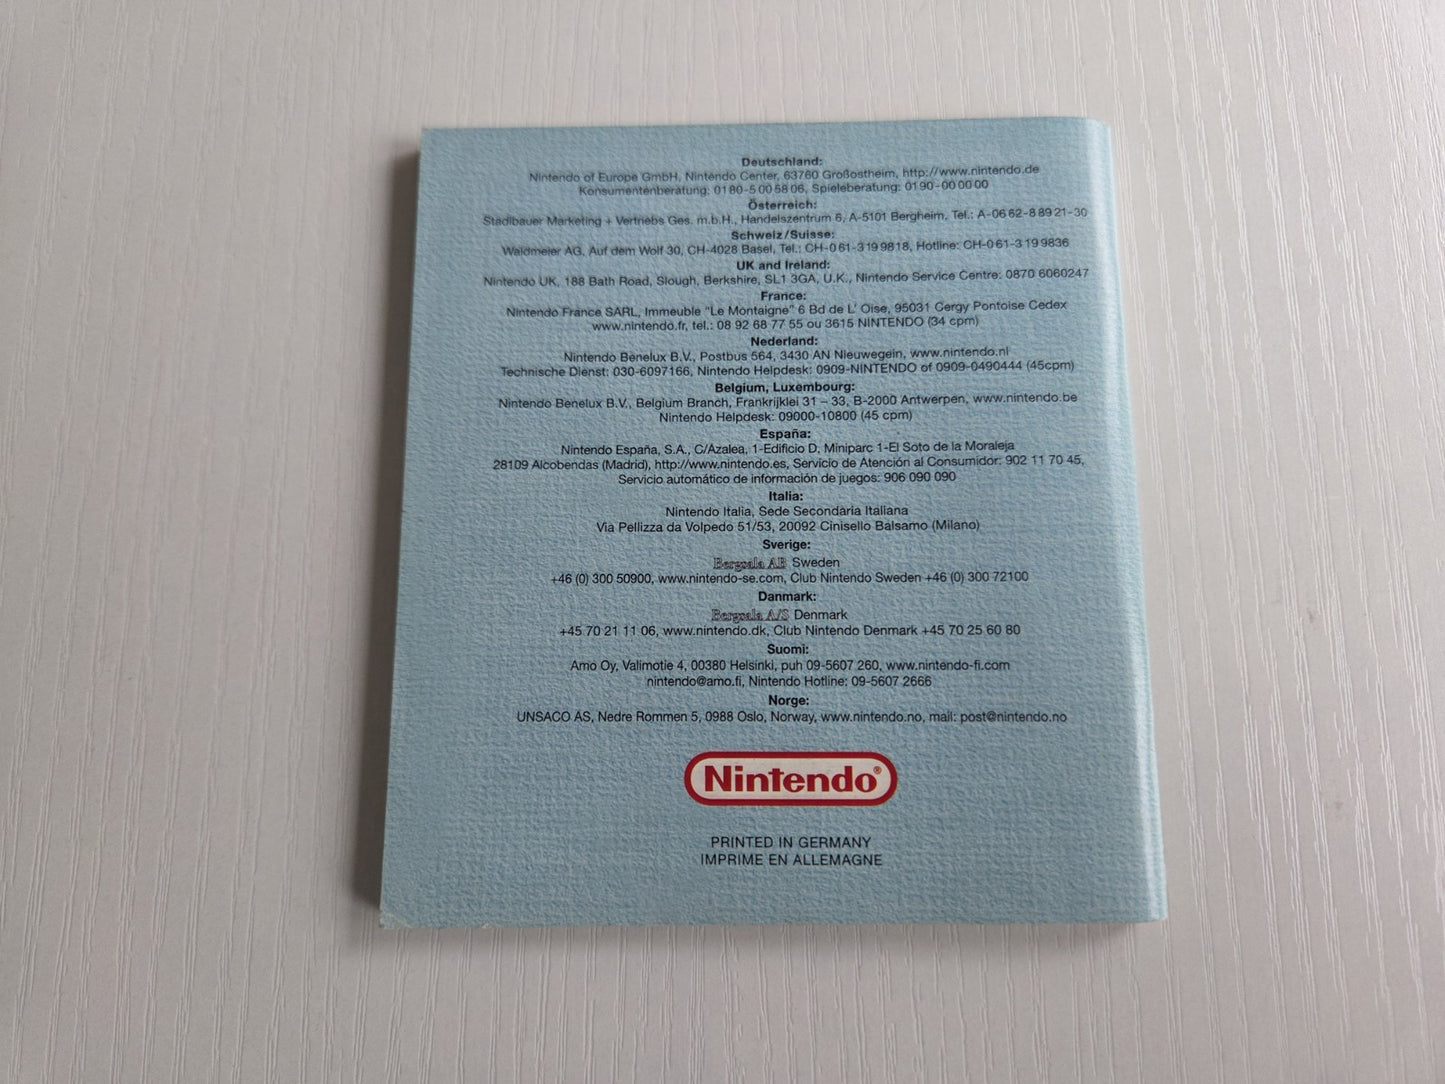 Deutschland:
Nintendo of Europe GmbH, Nintendo Center, 63760 Großostheim, http://www.nintendo.de
Konsumentenberatung: 0180-5 00 58 06, Spieleberatung: 0190-00 00 00
Österreich:
Stadlbauer Marketing + Vertriebs Ges. m.b.H., Handelszentrum 6, A-5101 Bergheim, Tel.: A-06 62-8 89 21-30
Schweiz/Suisse:
Waldmeier AG, Auf dem Wolf 30, CH-4028 Basel, Tel.: CH-0 61-3 19 98 18, Hotline: CH-0 61-3 19 98 36
UK and Ireland:
Nintendo UK, 188 Bath Road, Slough, Berkshire, SL1 3GA, U.K., Nintendo Service Centre: 0870 6060247
France:
Nintendo France SARL, Immeuble "Le Montaigne" 6 Bd de L' Oise, 95031 Cergy Pontoise Cedex
www.nintendo.fr, tel.: 08 92 68 77 55 ou 3615 NINTENDO (34 cpm)
Nederland:
Nintendo Benelux B.V., Postbus 564, 3430 AN Nieuwegein, www.nintendo.nl
Technische Dienst: 030-6097166, Nintendo Helpdesk: 0909-NINTENDO of 0909-0490444 (45cpm)
Belgium, Luxembourg:
Nintendo Benelux B.V., Belgium Branch, Frankrijklei 31 – 33, B-2000 Antwerpen, www.nintendo.be
Nintendo Helpdesk: 09000-10800 (45 cpm)
España:
Nintendo España, S.A., C/Azalea, 1-Edificio D, Miniparc 1-El Soto de la Moraleja
28109 Alcobendas (Madrid), http://www.nintendo.es, Servicio de Atención al Consumidor: 902 11 70 45,
Servicio automático de información de juegos: 906 090 090
Italia:
Nintendo Italia, Sede Secondaria Italiana
Via Pellizza da Volpedo 51/53, 20092 Cinisello Balsamo (Milano)
Sverige:
Bergsala AB Sweden
+46 (0) 300 50900, www.nintendo-se.com, Club Nintendo Sweden +46 (0) 300 72100
Danmark:
Bergsala A/S Denmark
+45 70 21 11 06, www.nintendo.dk, Club Nintendo Denmark +45 70 25 60 80
Suomi:
Amo Oy, Valimotie 4, 00380 Helsinki, puh 09-5607 260, www.nintendo-fi.com
nintendo@amo.fi, Nintendo Hotline: 09-5607 2666
Norge:
UNSACO AS, Nedre Rommen 5, 0988 Oslo, Norway, www.nintendo.no, mail: post@nintendo.no
Nintendo®
PRINTED IN GERMANY
IMPRIME EN ALLEMAGNE